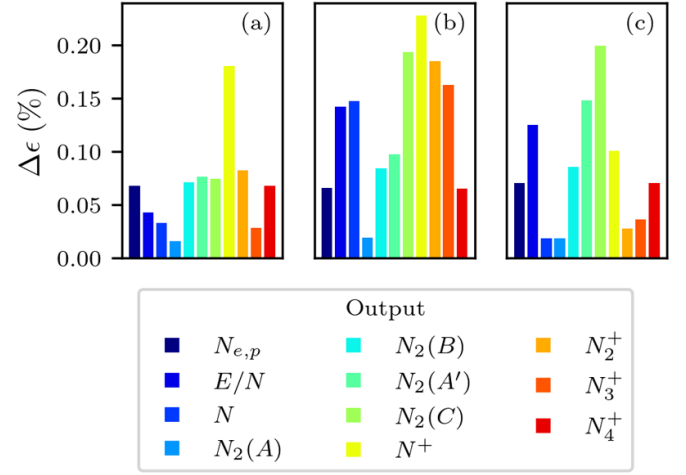 (a) (b) (c)
0.20
0.15
0.10
0.05
0.00
Δϵ (%)
Output
N_{e,p} N_2(B) N_2^+
E/N N_2(A′) N_3^+
N N_2(C) N_4^+
N_2(A) N^+